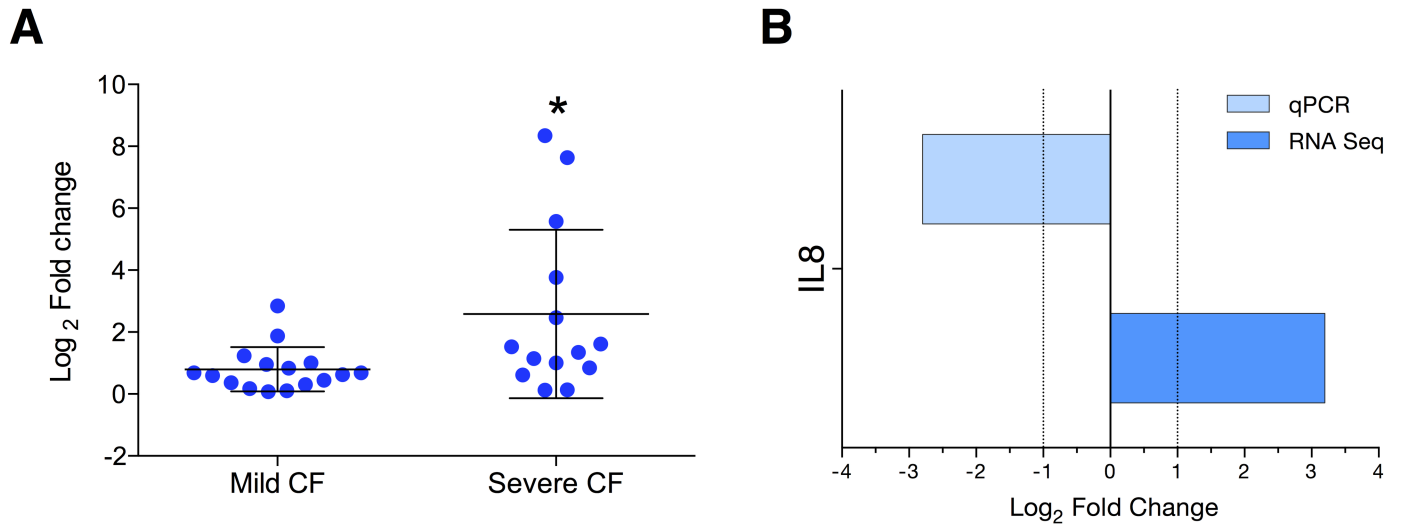 A
Log 2 Fold change
10
8
6
4
2
0
-2
*
Mild CF
Severe CF
B
qPCR
RNA Seq
IL8
-4 -3 -2 -1 0 1 2 3 4
Log2 Fold Change